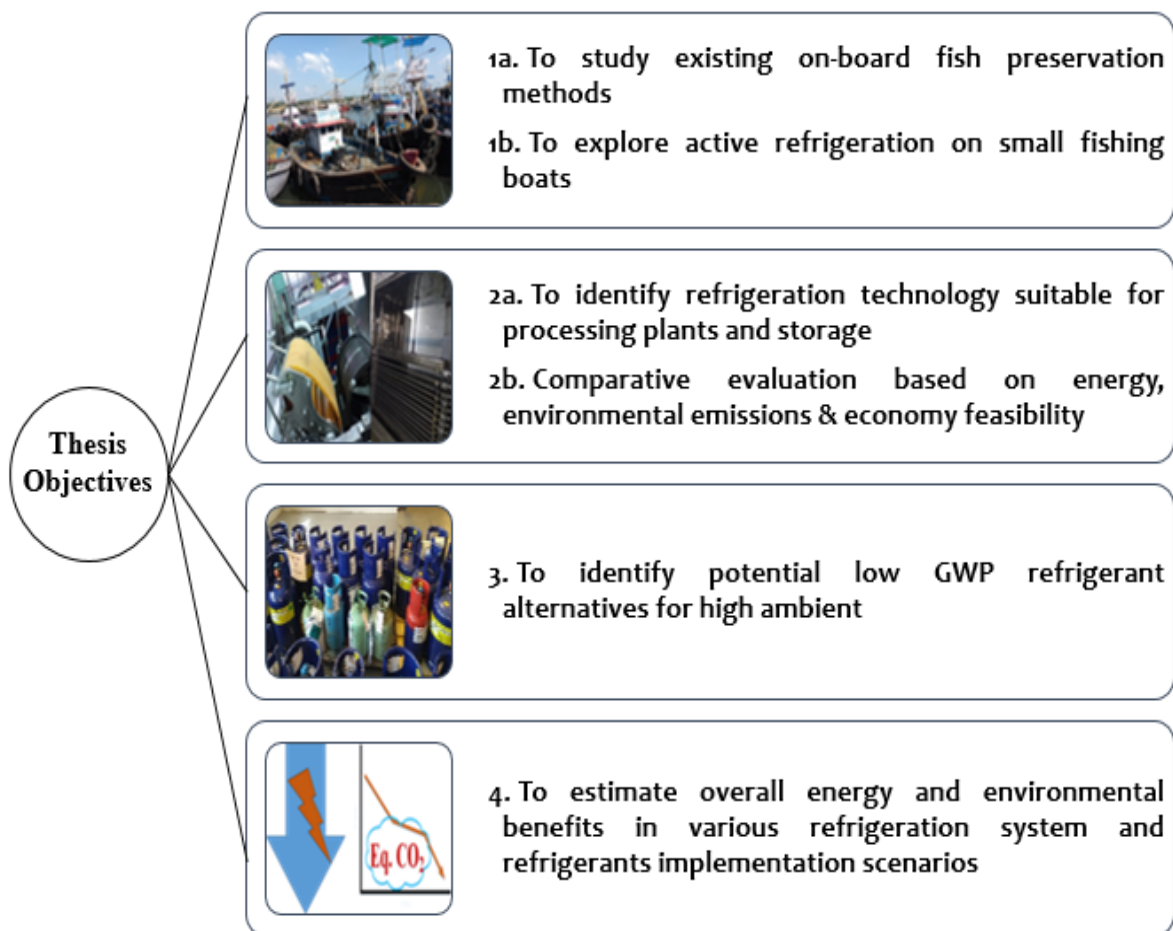 Thesis
Objectives
1a. To study existing on-board fish preservation
methods
1b. To explore active refrigeration on small fishing
boats
2a. To identify refrigeration technology suitable for
processing plants and storage
2b. Comparative evaluation based on energy,
environmental emissions & economy feasibility
3. To identify potential low GWP refrigerant
alternatives for high ambient
Eq. CO2
4. To estimate overall energy and environmental
benefits in various refrigeration system and
refrigerants implementation scenarios